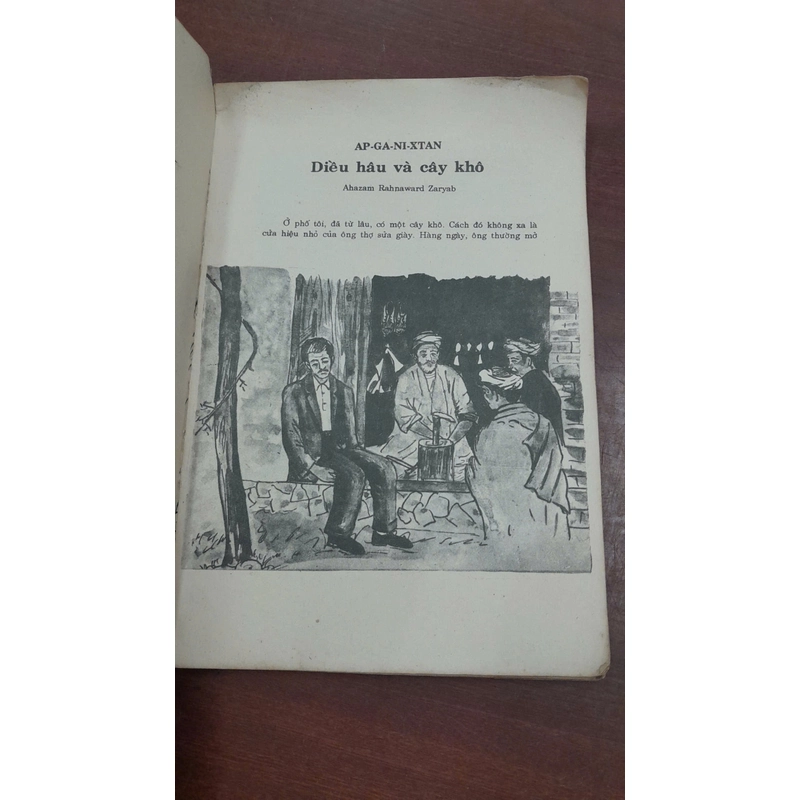 AP-GA-NI-XTAN
Diều hâu và cây khô
Ahazam Rahnaward Zaryab
Ở phố tôi, đã từ lâu, có một cây khô. Cách đó không xa là
cửa hiệu nhỏ của ông thợ sửa giày. Hàng ngày, ông thường mở